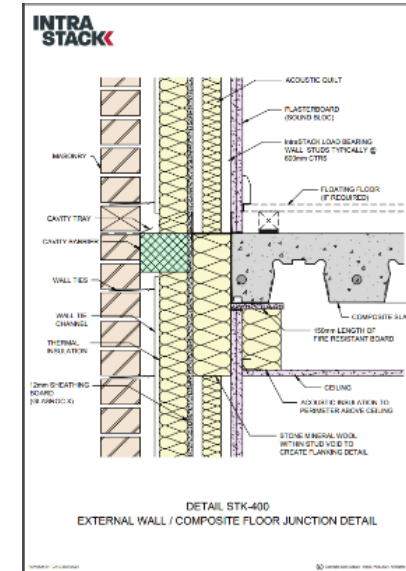 INTRA
STACK
ACOUSTIC QUILT
PLASTERBOARD
(SOUND BLOC)
MASONRY
IntraSTACK LOAD BEARING
WALL STUDS TYPICALLY @
600mm CTRS
FLOATING FLOOR
(IF REQUIRED)
CAVITY TRAY
CAVITY BARRIER
WALL TIES
WALL TIE
CHANNEL
COMPOSITE SLA
THERMAL
INSULATION
150mm LENGTH OF
FIRE RESISTANT BOARD
CEILING
12mm SHEATHING
BOARD
(GLASROC X)
ACOUSTIC INSULATION TO
PERIMETER ABOVE CEILING
STONE MINERAL WOOL
WITHIN STUD VOID TO
CREATE FLANKING DETAIL
DETAIL STK-400
EXTERNAL WALL / COMPOSITE FLOOR JUNCTION DETAIL